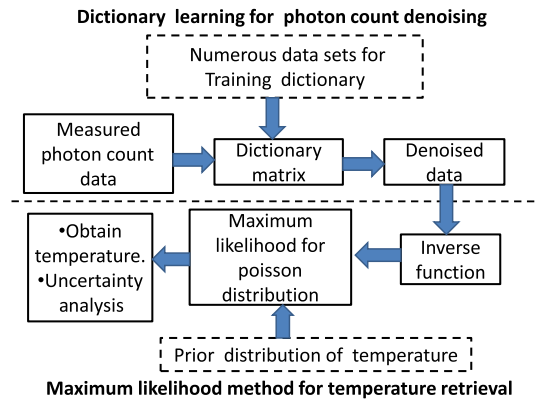 Dictionary learning for photon count denoising
Numerous data sets for
Training dictionary
Measured
photon count
data
Dictionary
matrix
Denoised
data
•Obtain
temperature.
•Uncertainty
analysis
Maximum
likelihood for
poisson
distribution
Inverse
function
Prior distribution of temperature
Maximum likelihood method for temperature retrieval